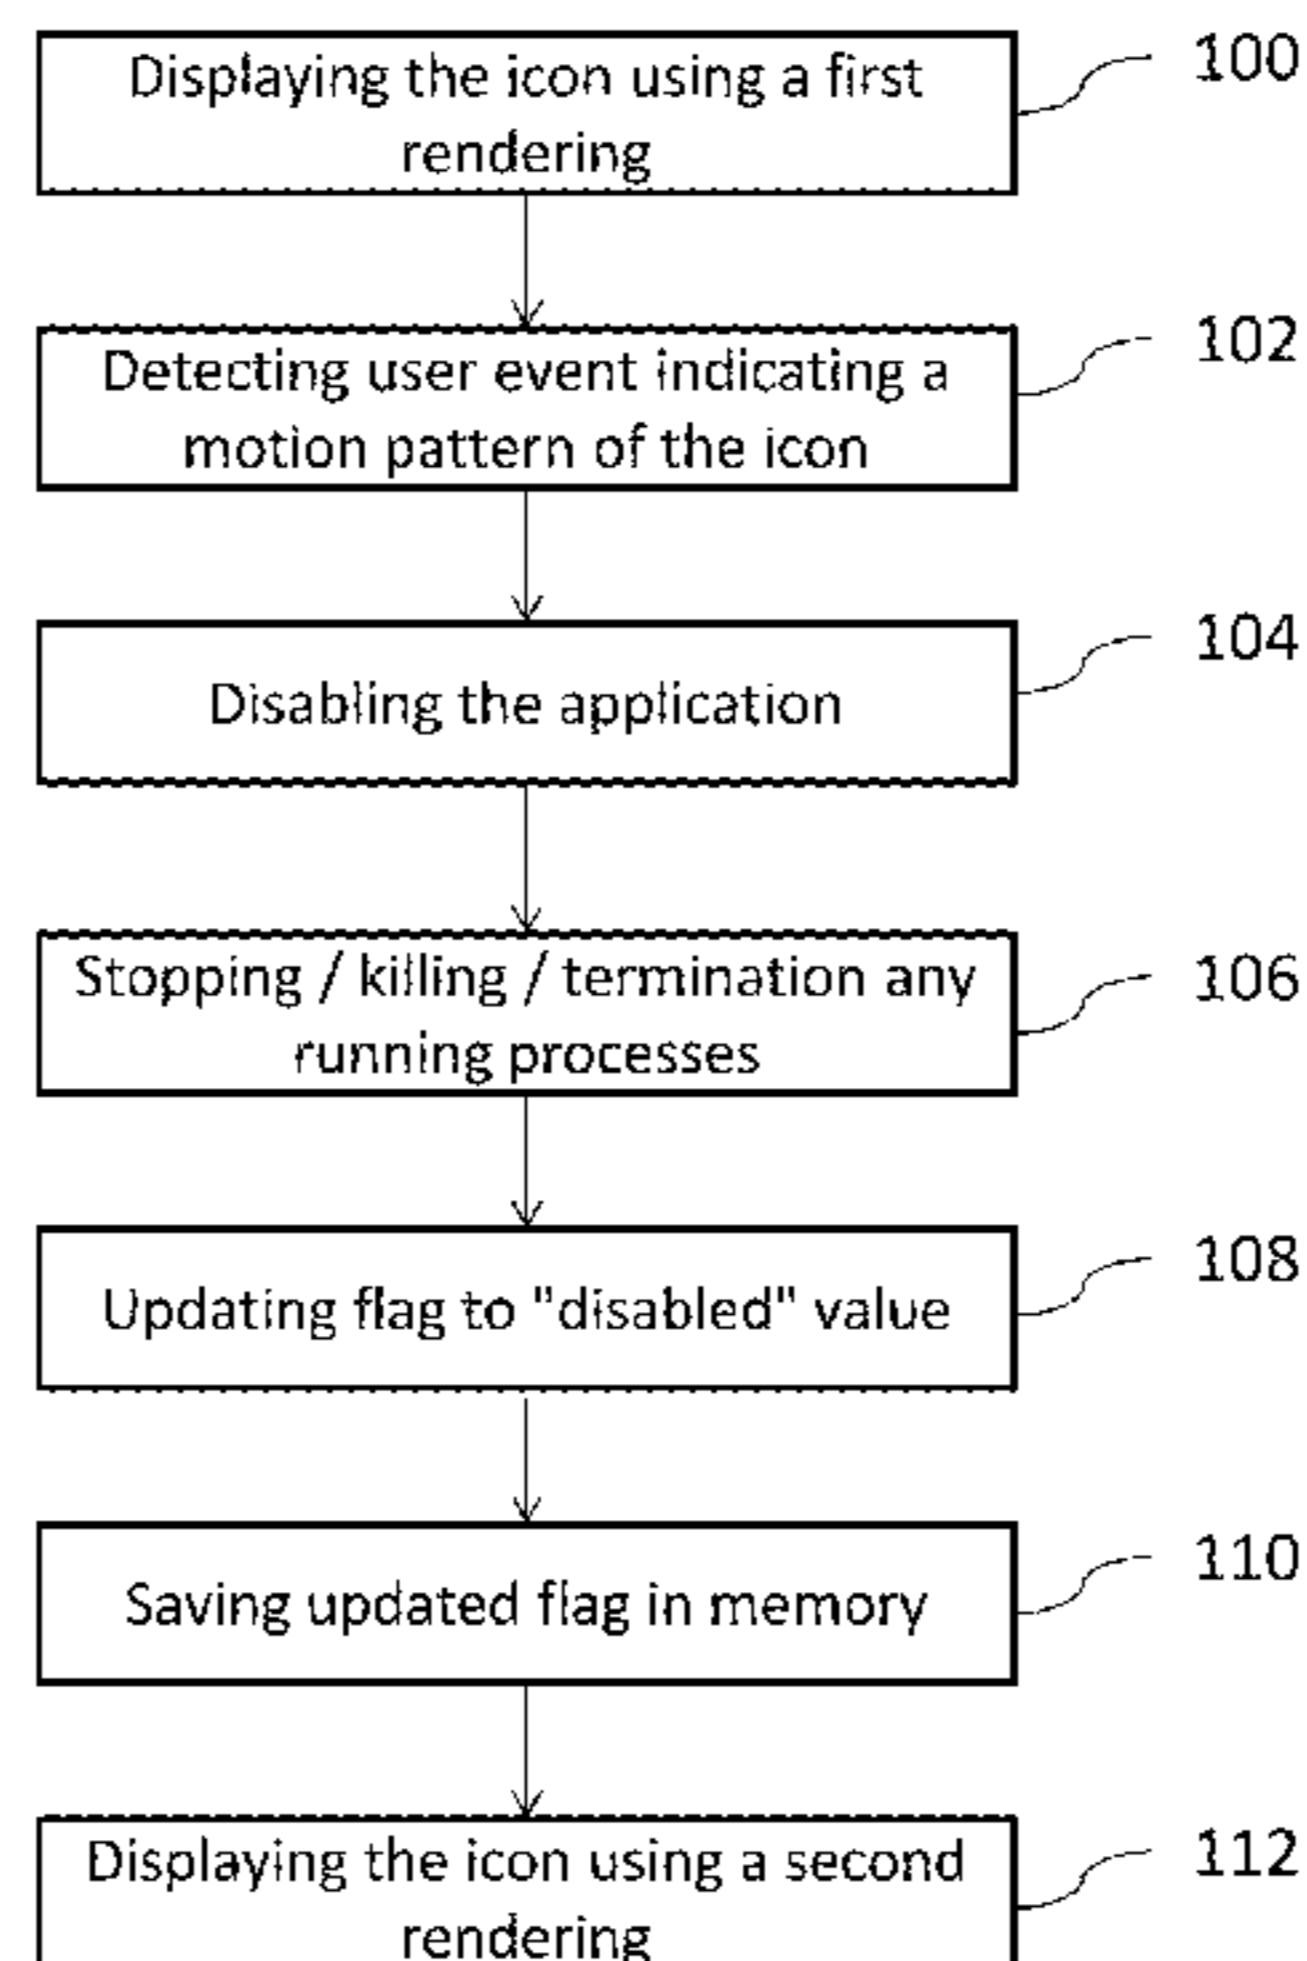 Displaying the icon using a first
rendering
100
Detecting user event indicating a
motion pattern of the icon
102
Disabling the application
104
Stopping / killing / termination any
running processes
106
Updating flag to "disabled" value
108
Saving updated flag in memory
110
Displaying the icon using a second
rendering
112